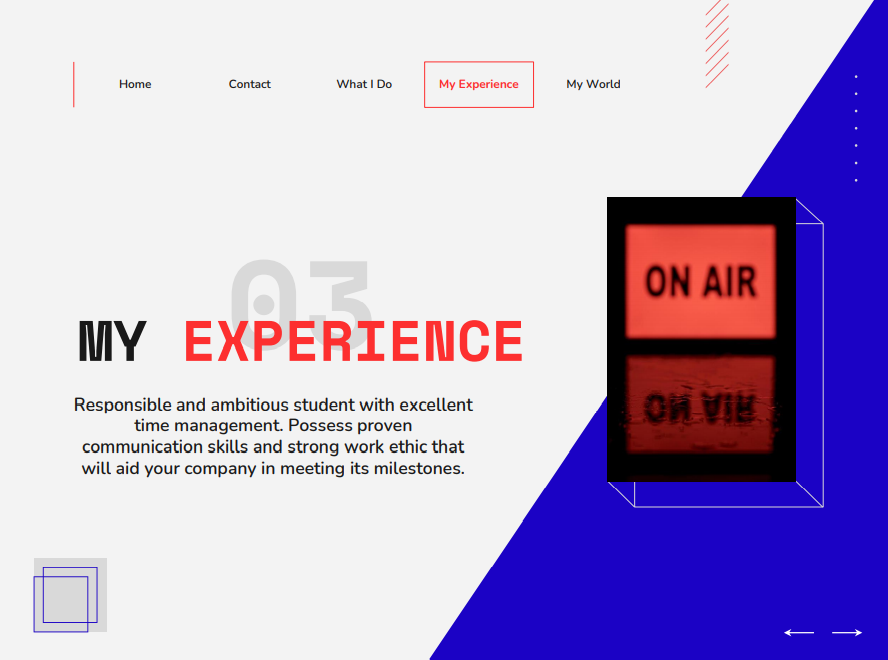 Home Contact What I Do My Experience My World
03
MY EXPERIENCE
Responsible and ambitious student with excellent
time management. Possess proven
communication skills and strong work ethic that
will aid your company in meeting its milestones.
ON AIR
ON AIR